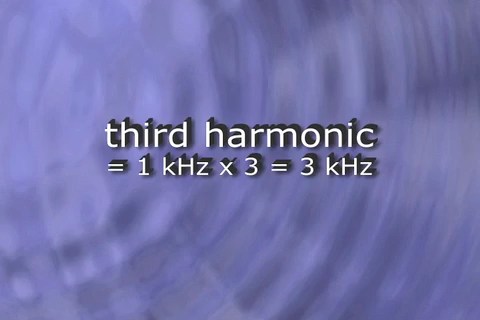 third harmonic
= 1 kHz x 3 = 3 kHz